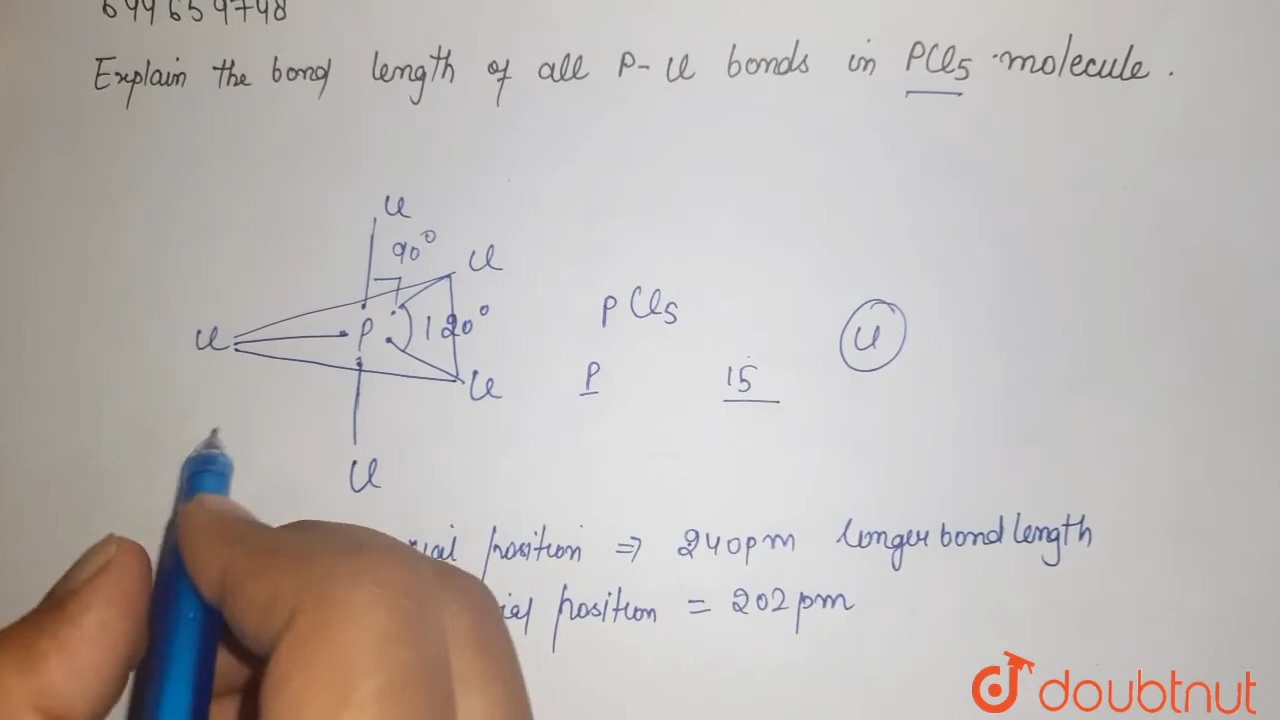 644659748
Explain the bond length of all P-Cl bonds in PCl5 molecule.
Cl
90°
Cl
Cl P 120° PCl5 Cl
Cl P 15
Cl
position ⇒ 240pm longer bond length
position = 202pm
doubtnut